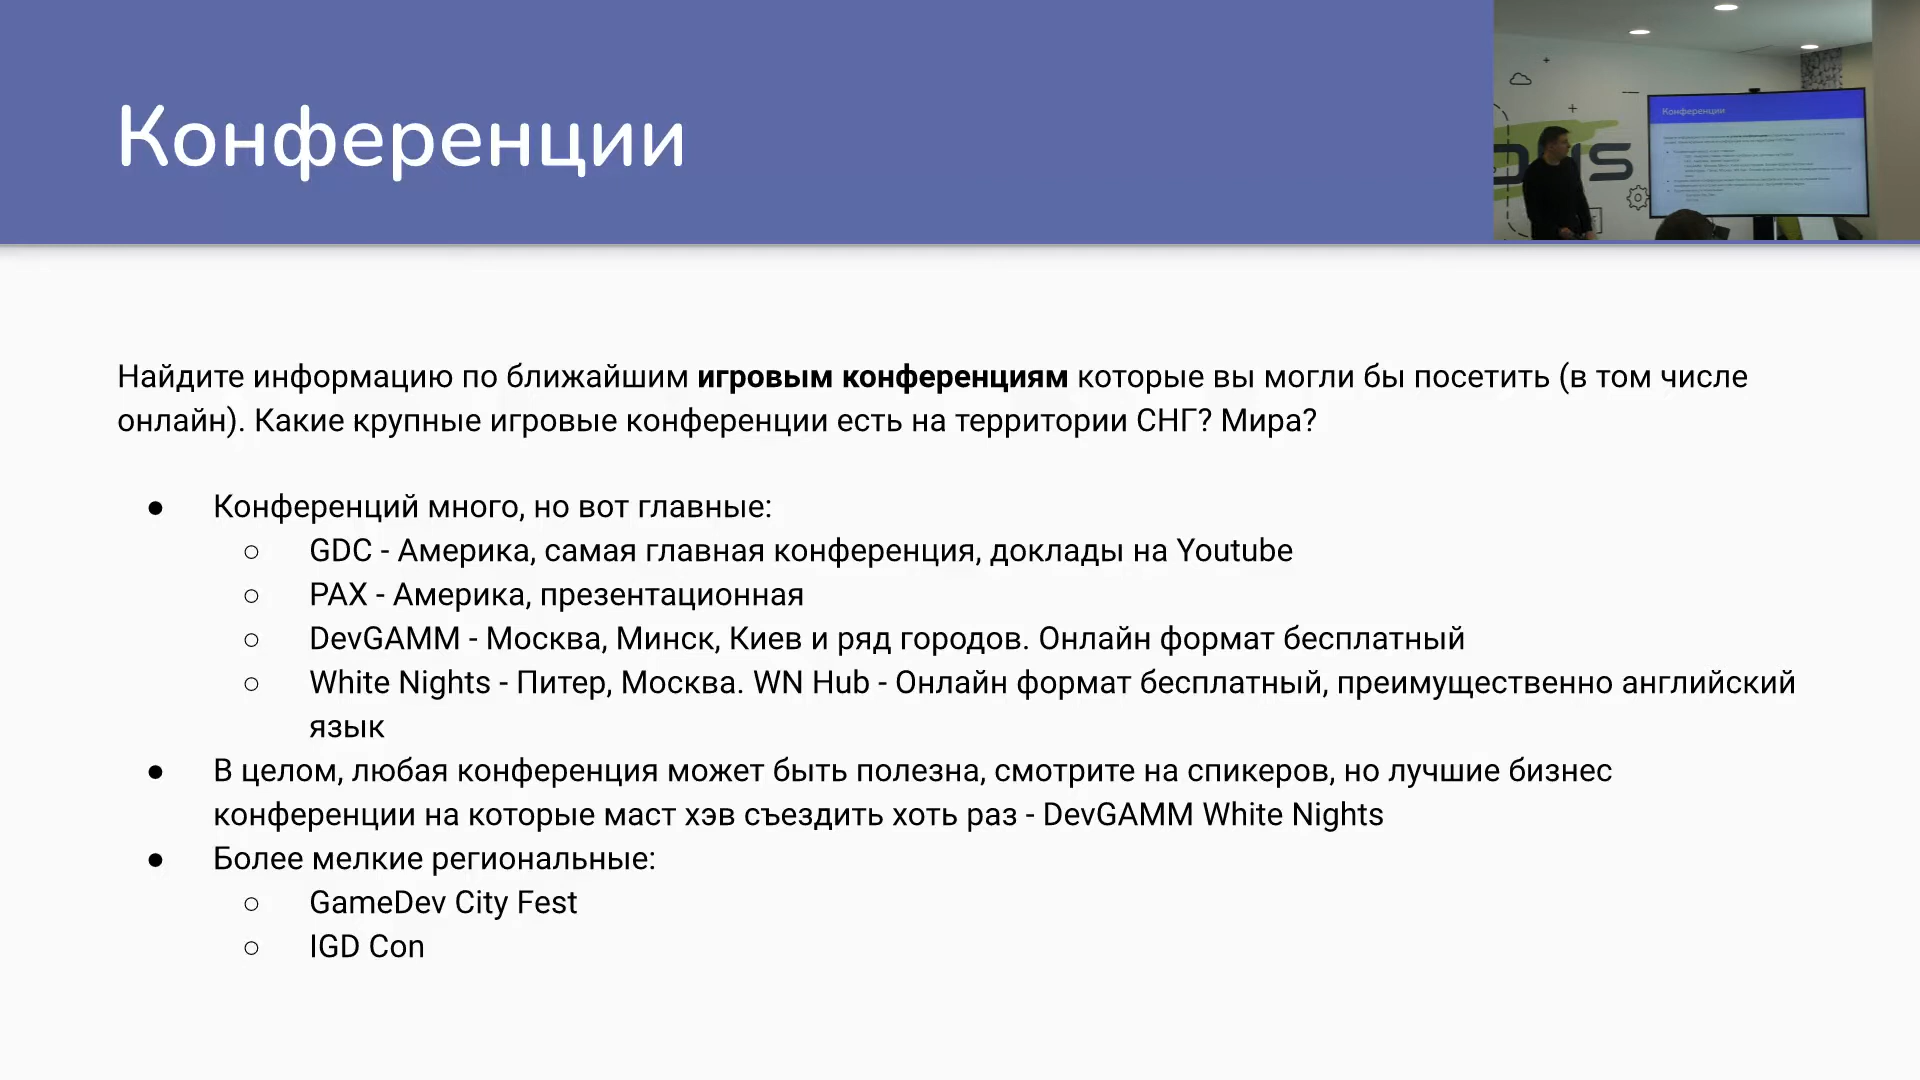 Конференции
Конференции
Найдите информацию по ближайшим игровым конференциям которые вы могли бы посетить (в том числе
онлайн). Какие крупные игровые конференции есть на территории СНГ? Мира?
● Конференций много, но вот главные:
○ GDC - Америка, самая главная конференция, доклады на Youtube
○ PAX - Америка, презентационная
○ DevGAMM - Москва, Минск, Киев и ряд городов. Онлайн формат бесплатный
○ White Nights - Питер, Москва. WN Hub - Онлайн формат бесплатный, преимущественно английский
язык
● В целом, любая конференция может быть полезна, смотрите на спикеров, но лучшие бизнес
конференции на которые маст хэв съездить хоть раз - DevGAMM White Nights
● Более мелкие региональные:
○ GameDev City Fest
○ IGD Con